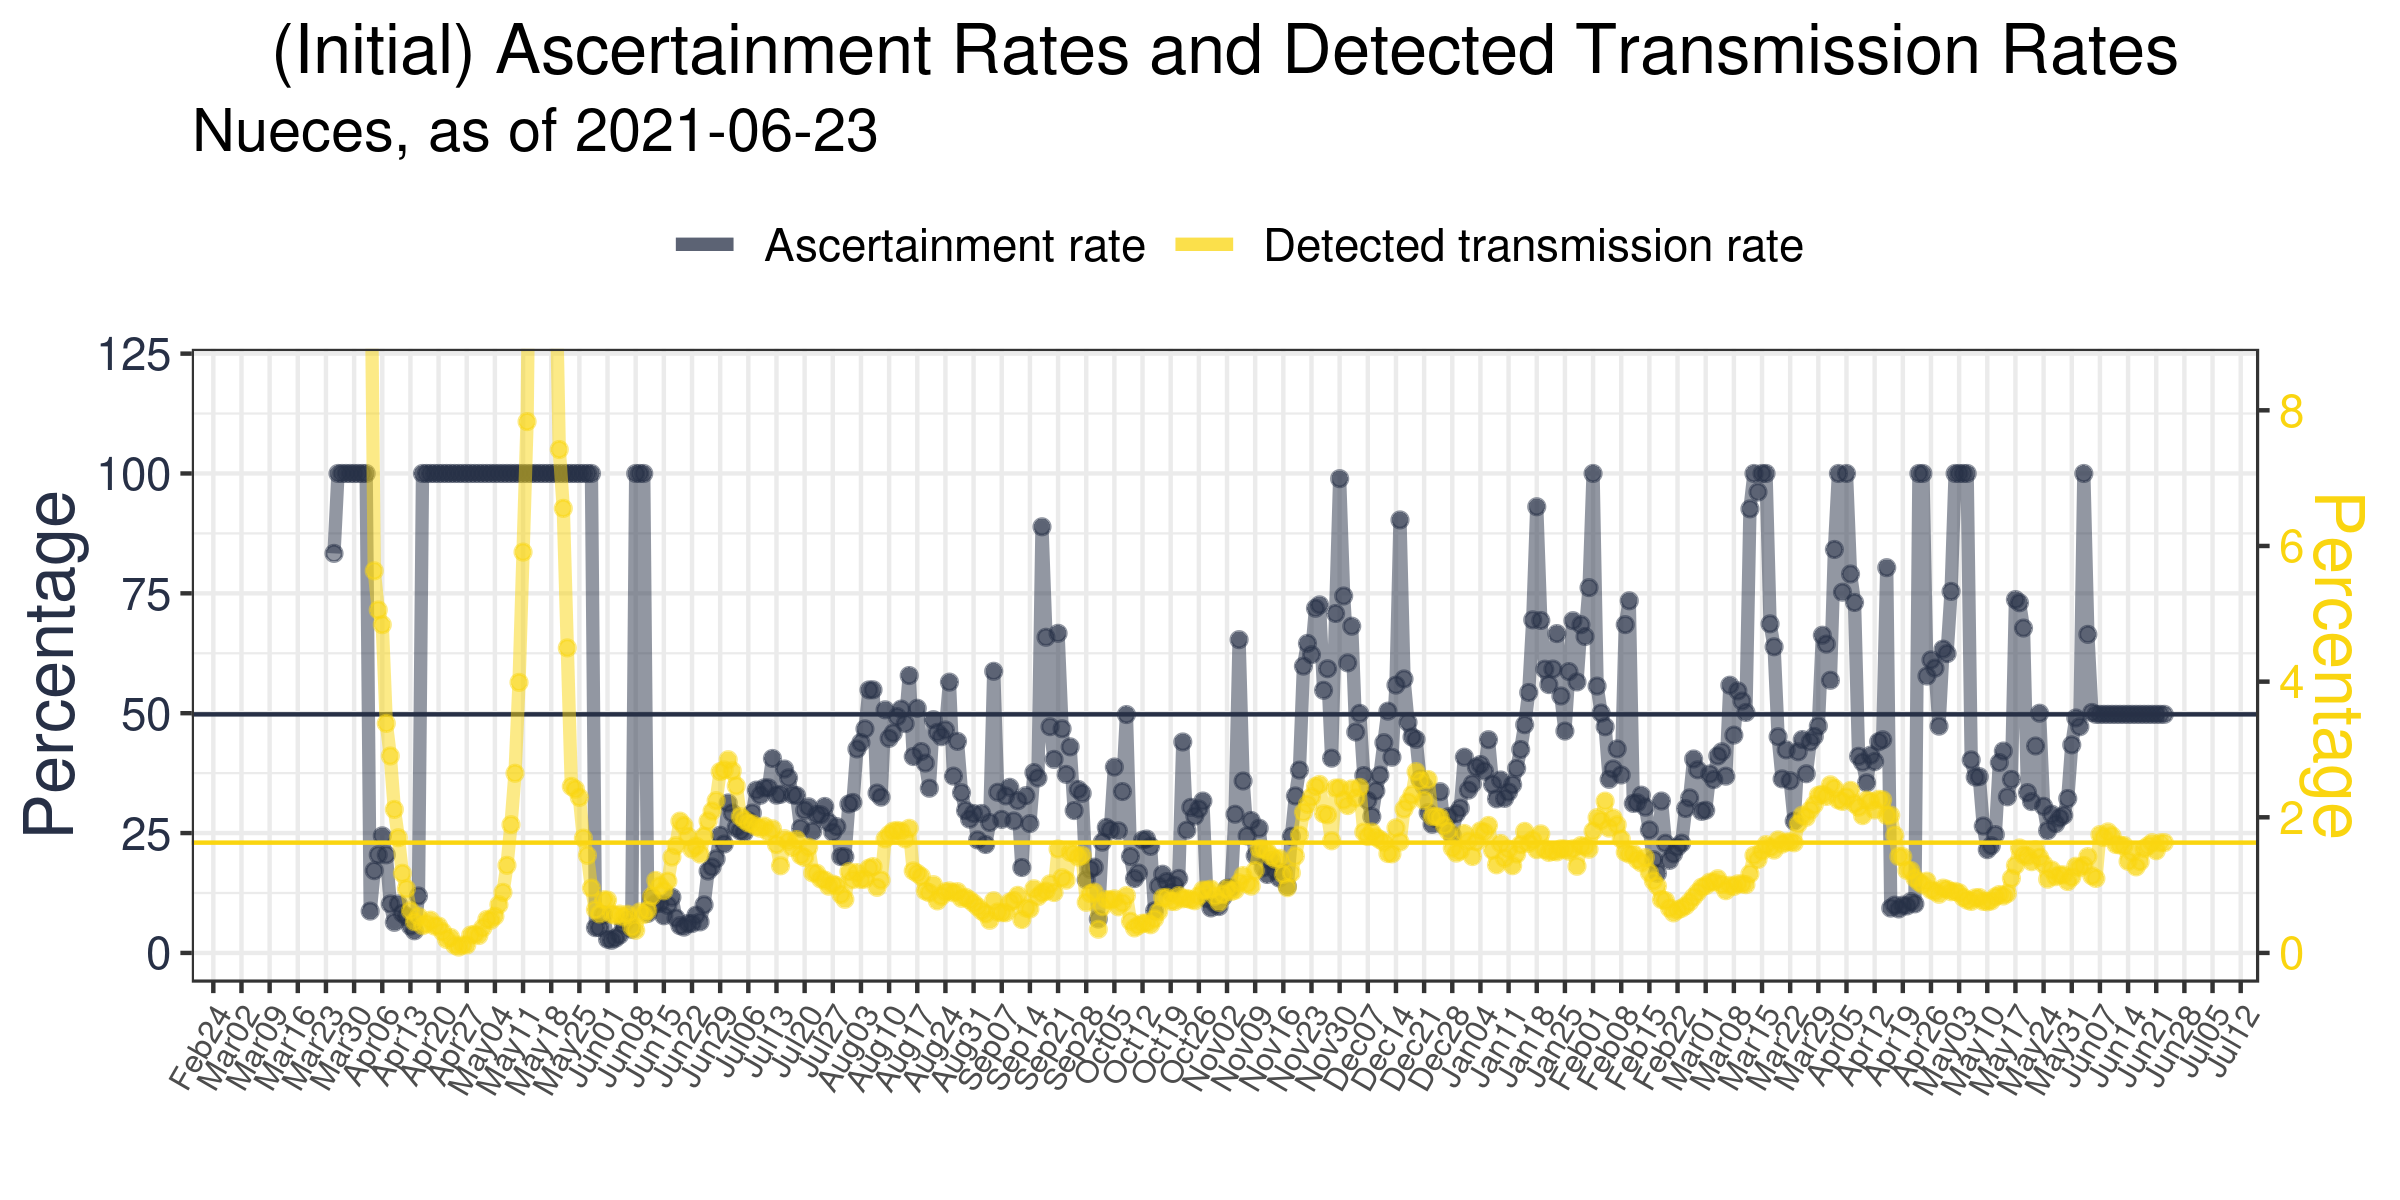 (Initial) Ascertainment Rates and Detected Transmission Rates
Nueces, as of 2021-06-23
Ascertainment rate Detected transmission rate
Percentage
125
100
75
50
25
0
8
6
4
2
0
Percentage
Feb24
Mar02
Mar09
Mar16
Mar23
Mar30
Apr06
Apr13
Apr20
Apr27
May04
May11
May18
May25
Jun01
Jun08
Jun15
Jun22
Jun29
Jul06
Jul13
Jul20
Jul27
Aug03
Aug10
Aug17
Aug24
Aug31
Sep07
Sep14
Sep21
Sep28
Oct05
Oct12
Oct19
Oct26
Nov02
Nov09
Nov16
Nov23
Nov30
Dec07
Dec14
Dec21
Dec28
Jan04
Jan11
Jan18
Jan25
Feb01
Feb08
Feb15
Feb22
Mar01
Mar08
Mar15
Mar22
Mar29
Apr05
Apr12
Apr19
Apr26
May03
May10
May17
May24
May31
Jun07
Jun14
Jun21
Jun28
Jul05
Jul12